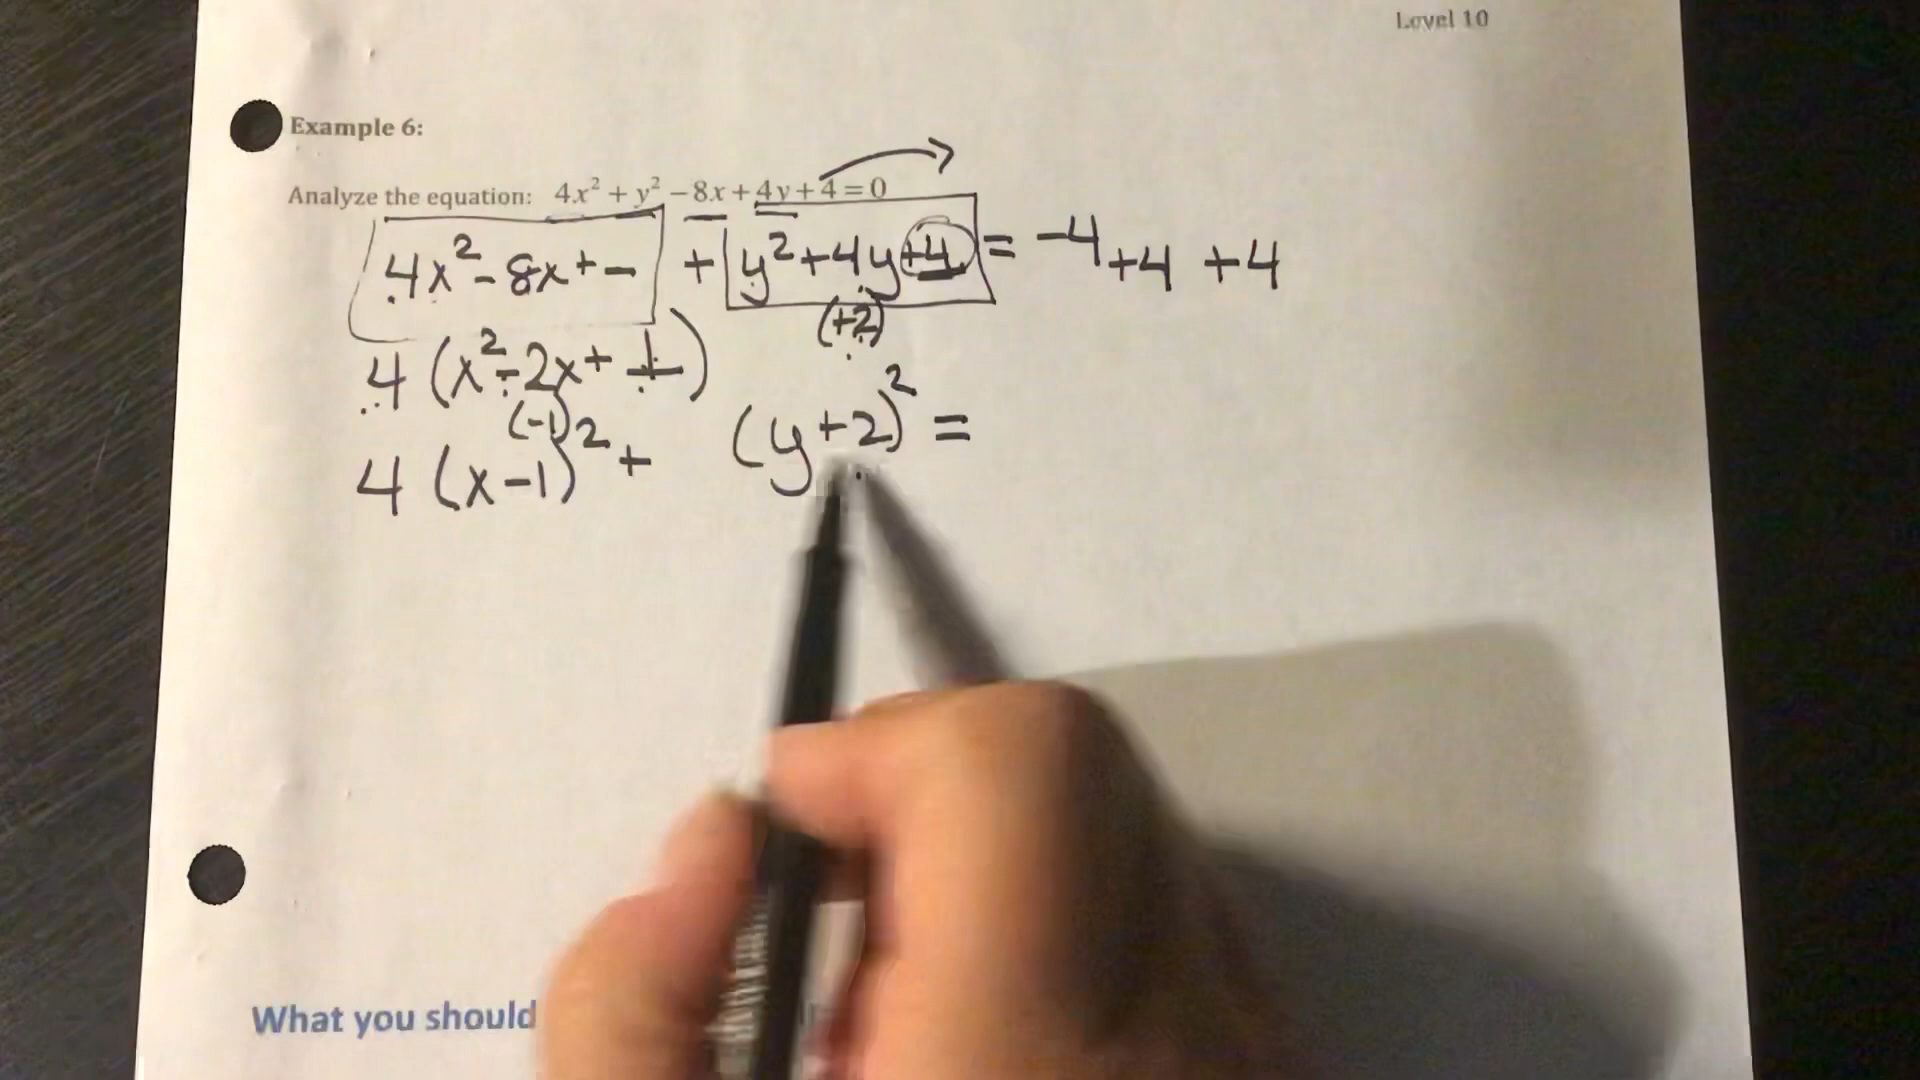 Level 10
Example 6:
Analyze the equation: 4x² + y² − 8x + 4y + 4 = 0
4x² - 8x + _ + y² + 4y + 4 = -4 + 4 + 4
(+2)
4 (x² - 2x + 1)
(-1)
4 (x - 1)² + (y + 2)² =
What you should